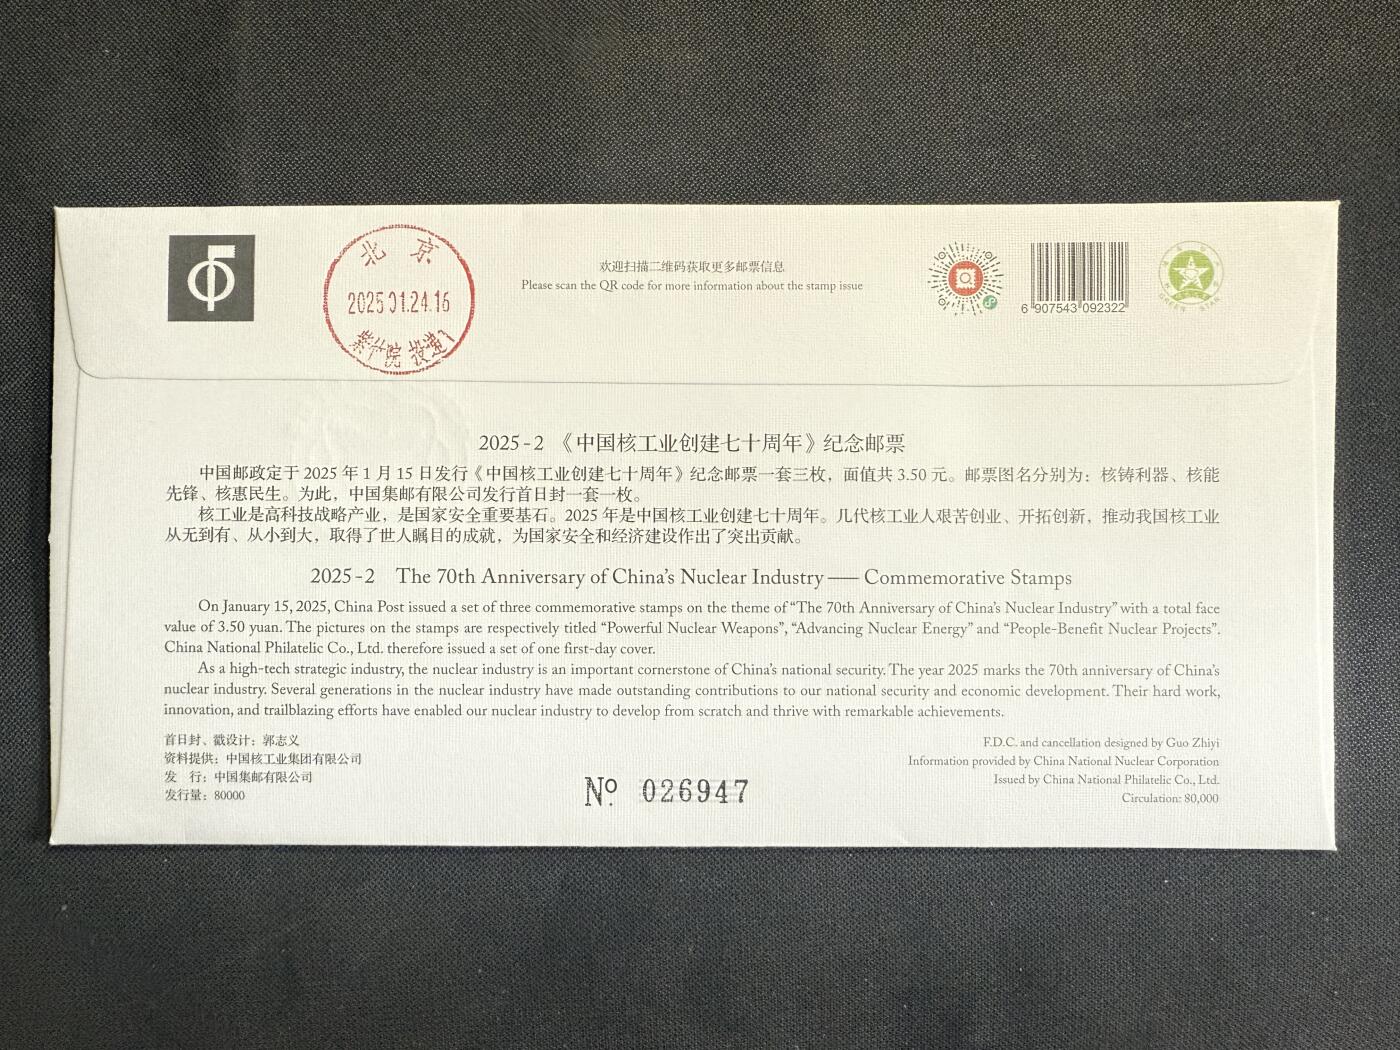 北 京
2025.01.24.16
紫竹院 投递1
欢迎扫描二维码获取更多邮票信息
Please scan the QR code for more information about the stamp issue
6 907543 092322
GREEN STAR
2025-2 《中国核工业创建七十周年》纪念邮票
中国邮政定于 2025 年 1 月 15 日发行《中国核工业创建七十周年》纪念邮票一套三枚，面值共 3.50 元。邮票图名分别为：核铸利器、核能
先锋、核惠民生。为此，中国集邮有限公司发行首日封一套一枚。
核工业是高科技战略产业，是国家安全重要基石。2025 年是中国核工业创建七十周年。几代核工业人艰苦创业、开拓创新，推动我国核工业
从无到有、从小到大，取得了世人瞩目的成就，为国家安全和经济建设作出了突出贡献。
2025-2 The 70th Anniversary of China's Nuclear Industry —— Commemorative Stamps
On January 15, 2025, China Post issued a set of three commemorative stamps on the theme of “The 70th Anniversary of China's Nuclear Industry” with a total face
value of 3.50 yuan. The pictures on the stamps are respectively titled “Powerful Nuclear Weapons”, “Advancing Nuclear Energy” and “People-Benefit Nuclear Projects”.
China National Philatelic Co., Ltd. therefore issued a set of one first-day cover.
As a high-tech strategic industry, the nuclear industry is an important cornerstone of China's national security. The year 2025 marks the 70th anniversary of China's
nuclear industry. Several generations in the nuclear industry have made outstanding contributions to our national security and economic development. Their hard work,
innovation, and trailblazing efforts have enabled our nuclear industry to develop from scratch and thrive with remarkable achievements.
首日封、戳设计：郭志义
资料提供：中国核工业集团有限公司
发 行：中国集邮有限公司
发行量：80000
Nº 026947
F.D.C. and cancellation designed by Guo Zhiyi
Information provided by China National Nuclear Corporation
Issued by China National Philatelic Co., Ltd.
Circulation: 80,000